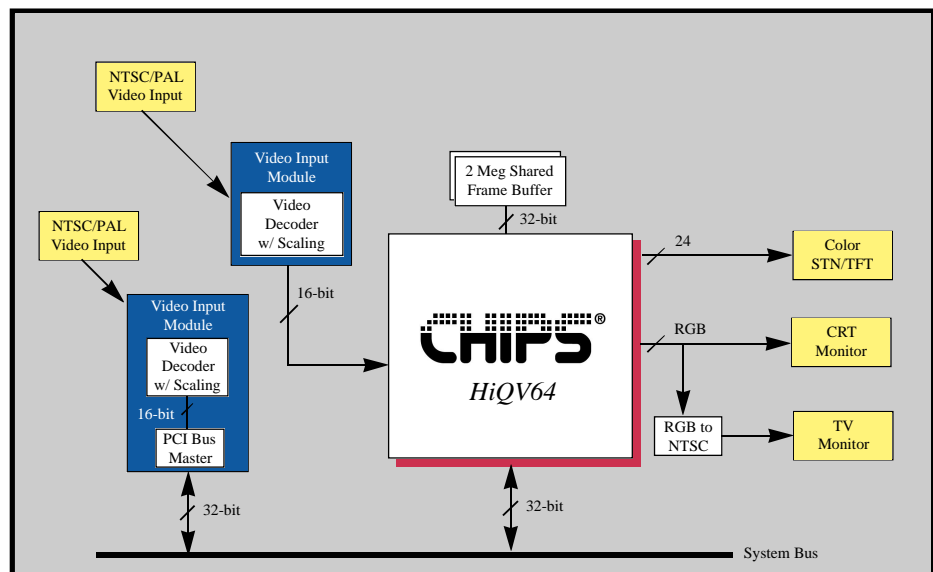 NTSC/PAL
Video Input
Video Input
Module
Video
Decoder
w/ Scaling
16-bit
NTSC/PAL
Video Input
Video Input
Module
Video
Decoder
w/ Scaling
16-bit
PCI Bus
Master
32-bit
2 Meg Shared
Frame Buffer
32-bit
CHIPS®
HiQV64
32-bit
24
Color
STN/TFT
RGB
CRT
Monitor
RGB to
NTSC
TV
Monitor
System Bus